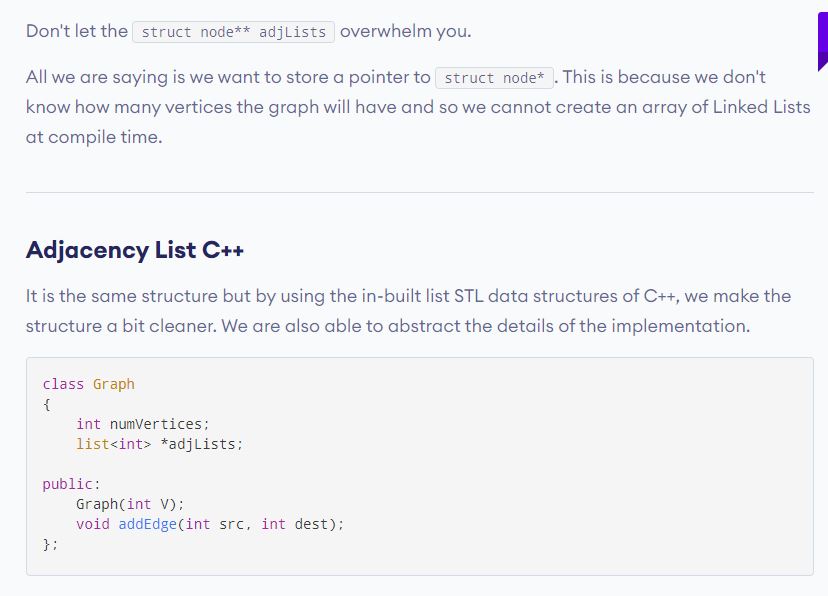 Don't let the struct node** adjLists overwhelm you.
All we are saying is we want to store a pointer to struct node*. This is because we don't
know how many vertices the graph will have and so we cannot create an array of Linked Lists
at compile time.
Adjacency List C++
It is the same structure but by using the in-built list STL data structures of C++, we make the
structure a bit cleaner. We are also able to abstract the details of the implementation.
class Graph
{
    int numVertices;
    list<int> *adjLists;
public:
    Graph(int V);
    void addEdge(int src, int dest);
};